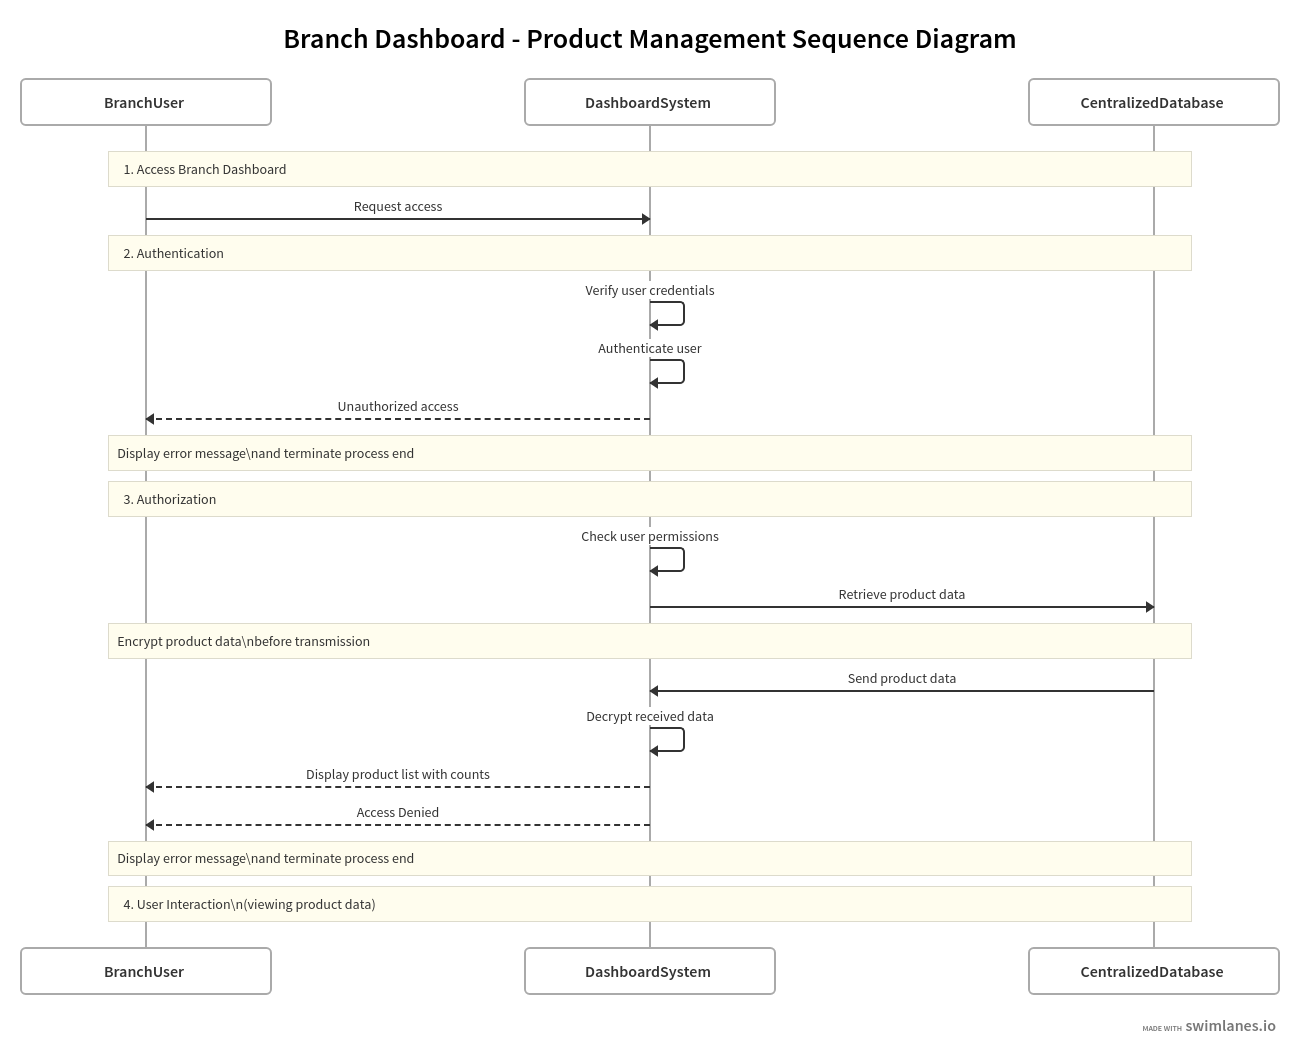 Branch Dashboard - Product Management Sequence Diagram
BranchUser
DashboardSystem
CentralizedDatabase
1. Access Branch Dashboard
Request access
2. Authentication
Verify user credentials
Authenticate user
Unauthorized access
Display error message\nand terminate process end
3. Authorization
Check user permissions
Retrieve product data
Encrypt product data\nbefore transmission
Send product data
Decrypt received data
Display product list with counts
Access Denied
Display error message\nand terminate process end
4. User Interaction\n(viewing product data)
BranchUser
DashboardSystem
CentralizedDatabase
MADE WITH swimlanes.io